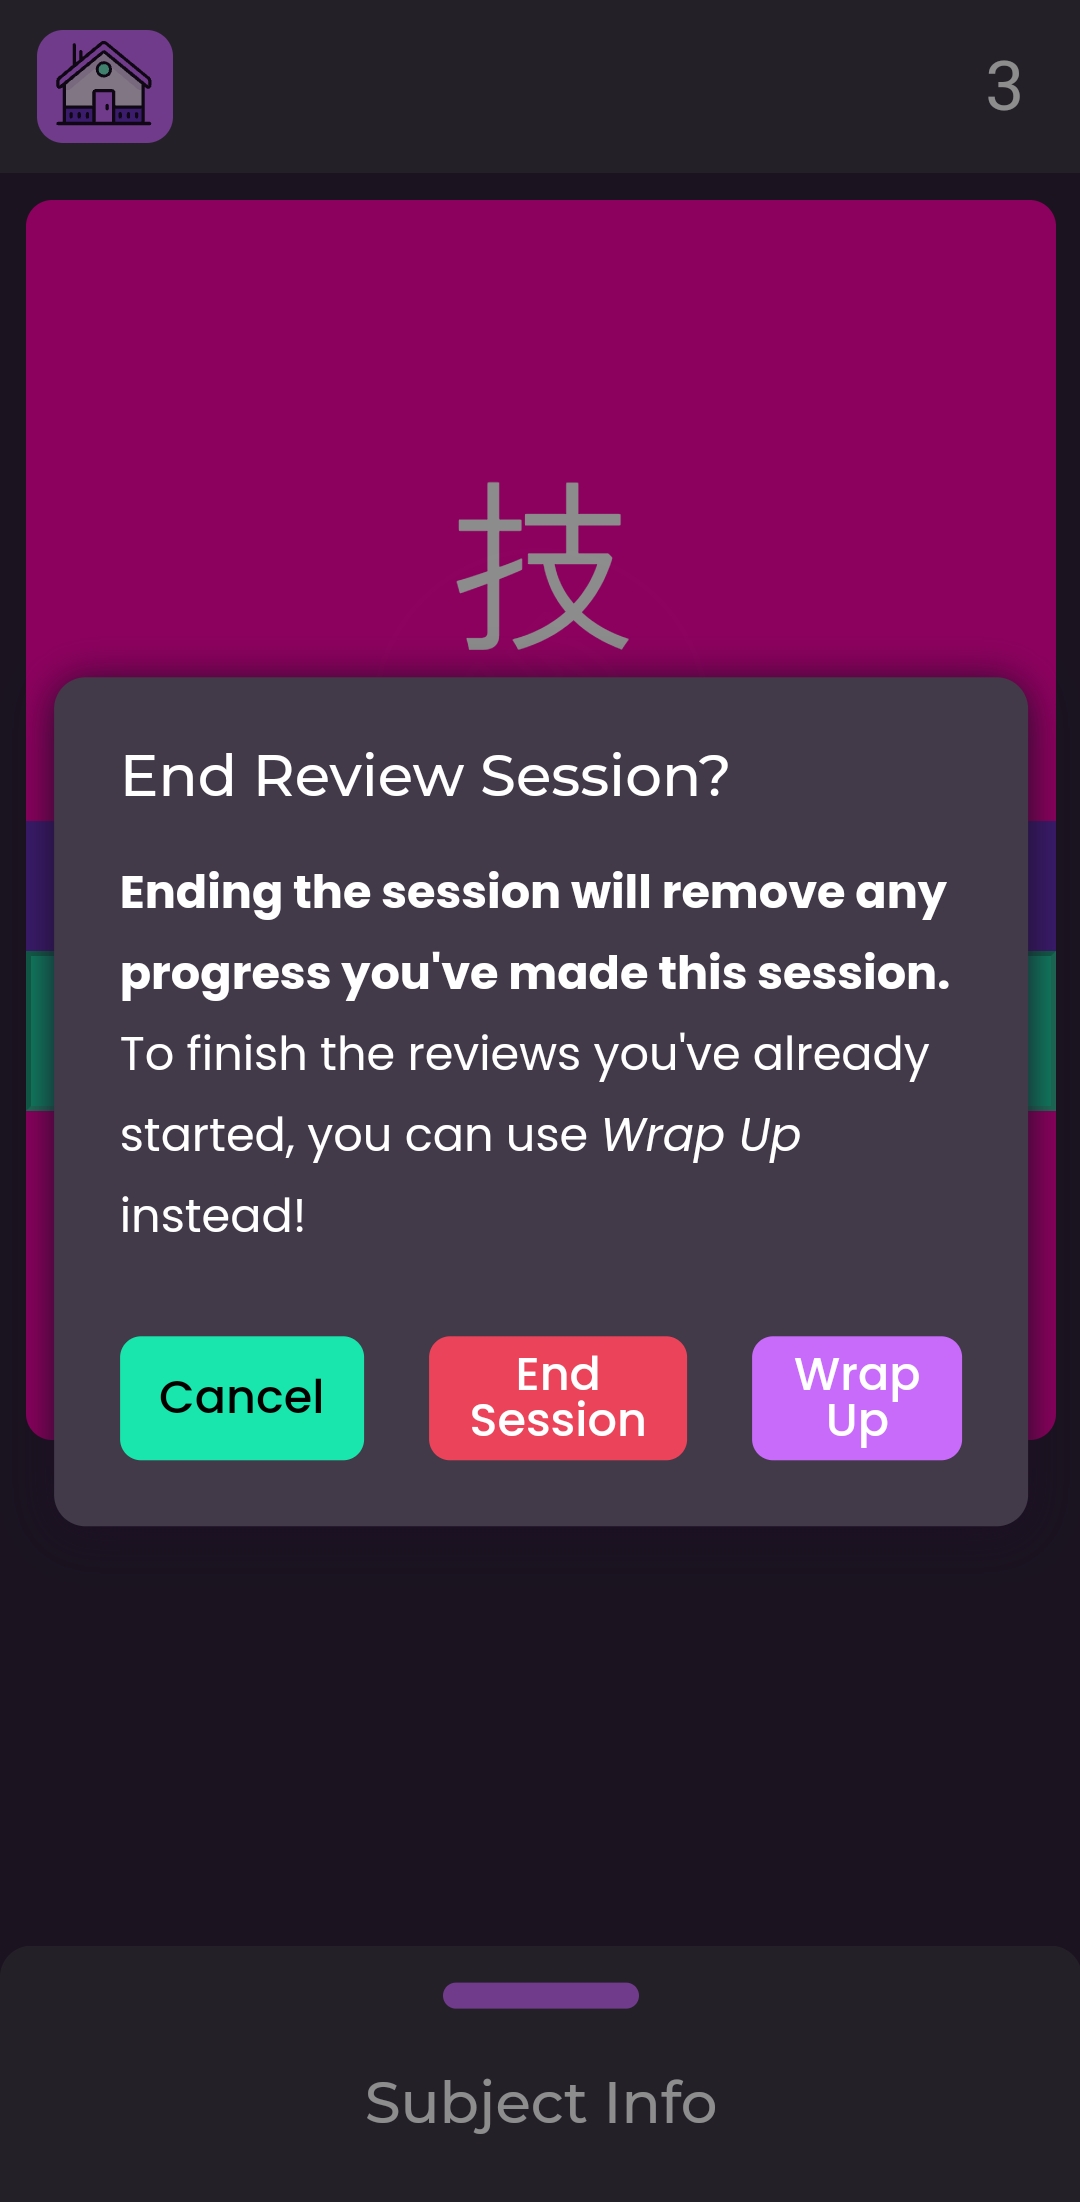 3
技
End Review Session?
Ending the session will remove any
progress you've made this session.
To finish the reviews you've already
started, you can use Wrap Up
instead!
Cancel
End
Session
Wrap
Up
Subject Info